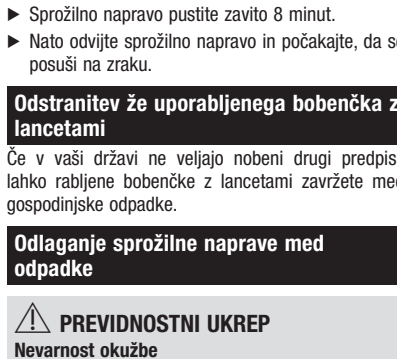 ► Sprožilno napravo pustite zavito 8 minut.
► Nato odvijte sprožilno napravo in počakajte, da s
posuši na zraku.
Odstranitev že uporabljenega bobenčka z
lancetami
Če v vaši državi ne veljajo nobeni drugi predpis
lahko rabljene bobenčke z lancetami zavržete me
gospodinjske odpadke.
Odlaganje sprožilne naprave med
odpadke
⚠ PREVIDNOSTNI UKREP
Nevarnost okužbe